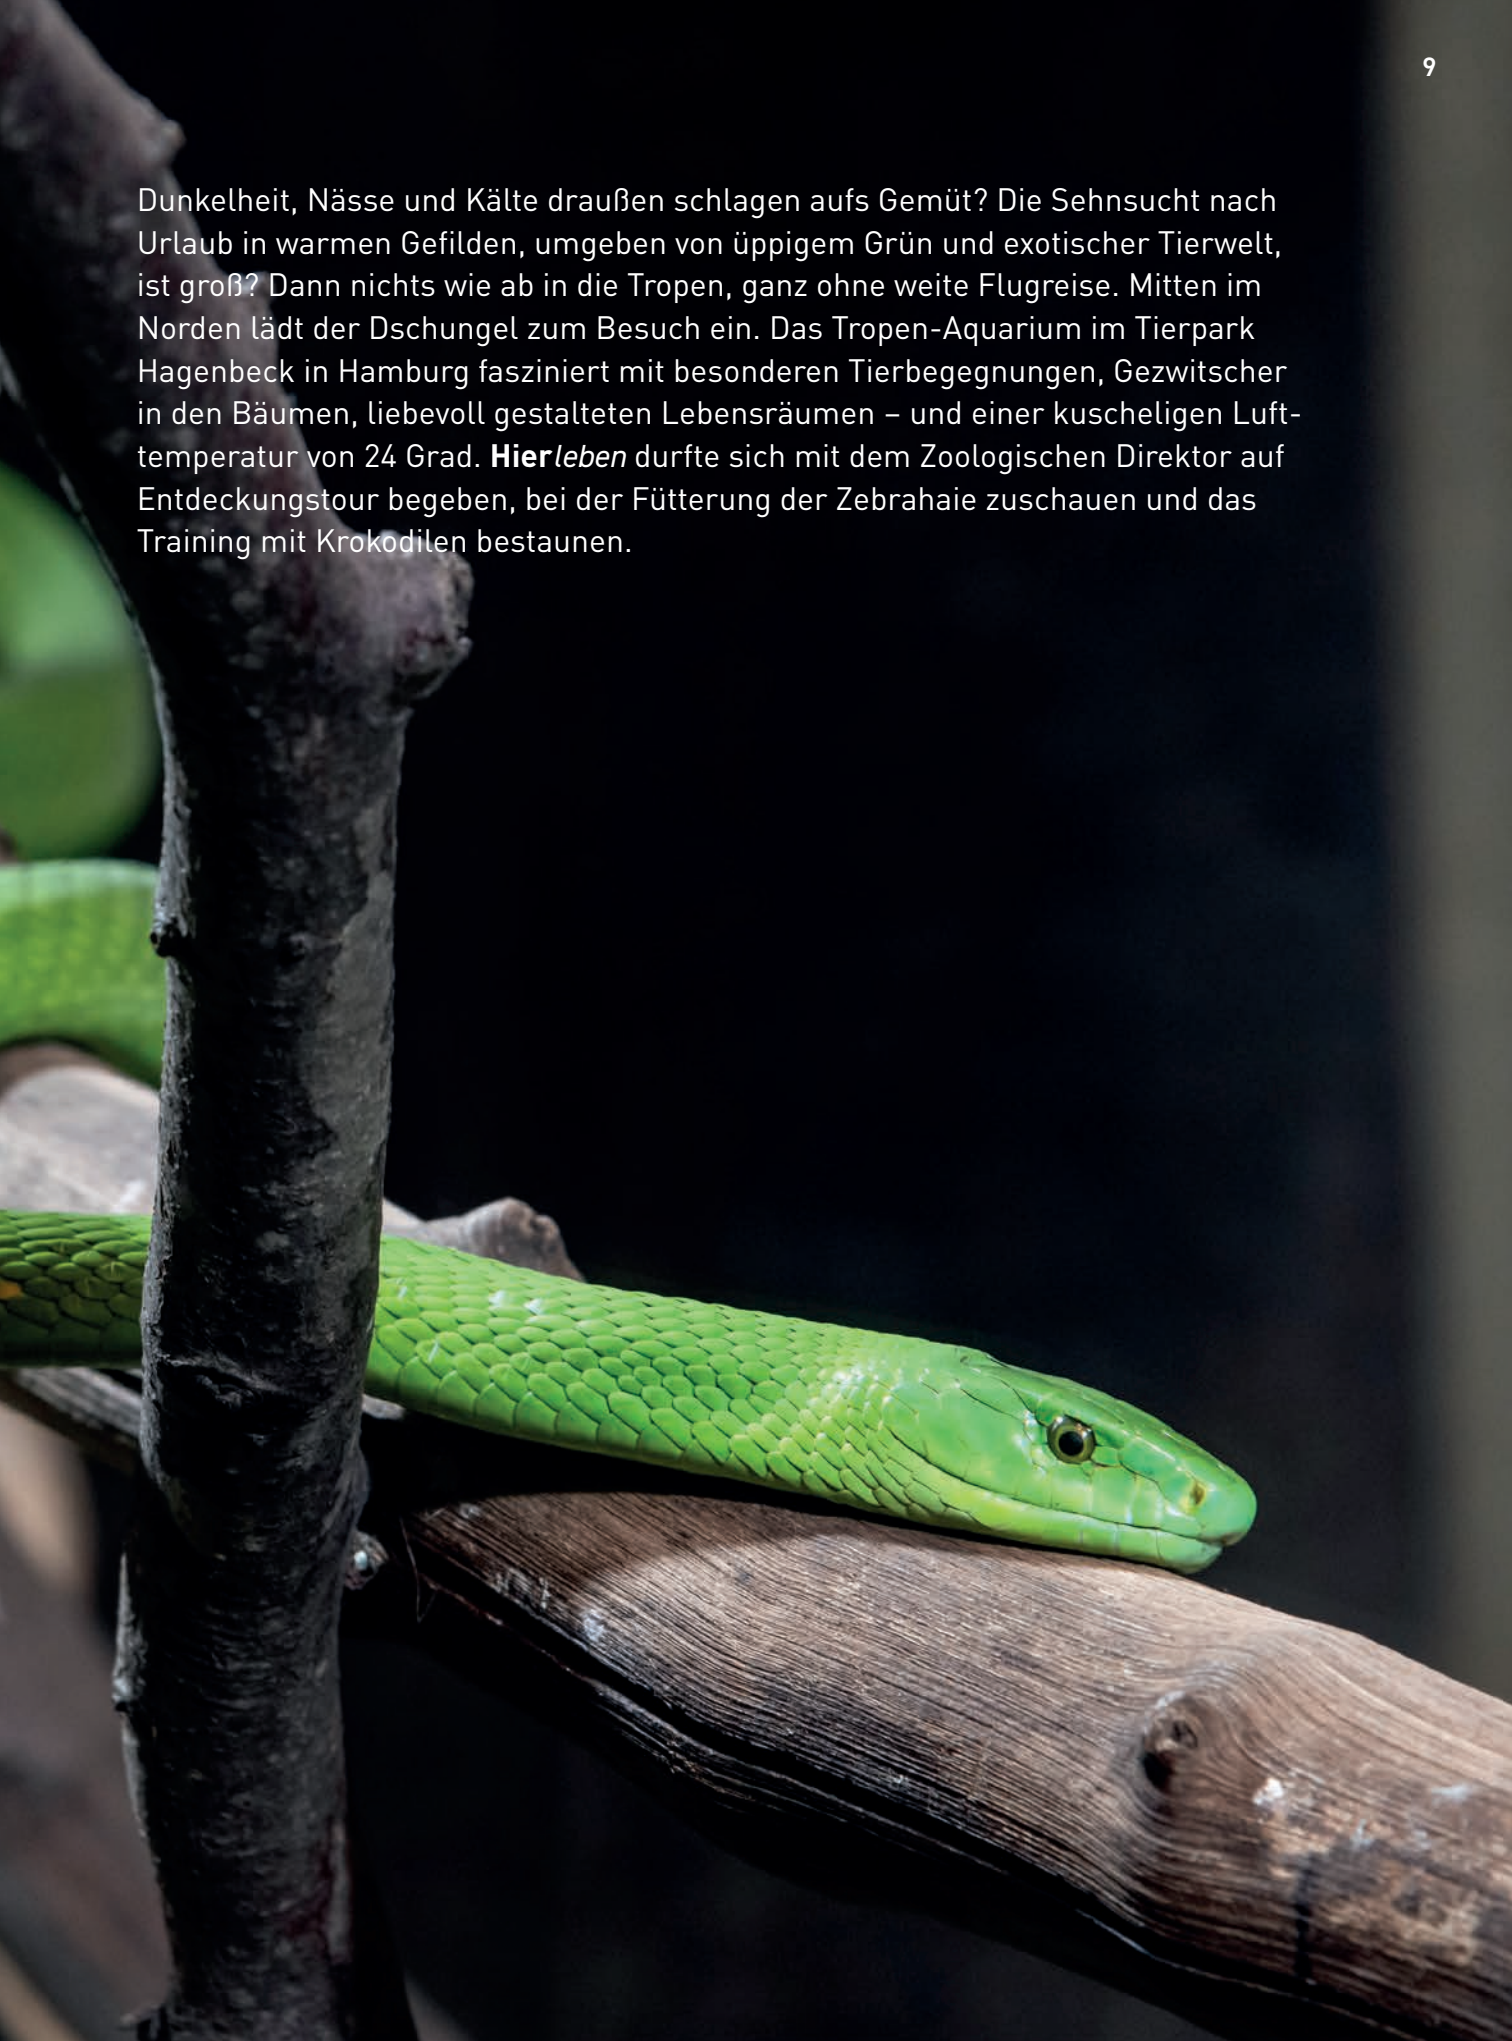 9
Dunkelheit, Nässe und Kälte draußen schlagen aufs Gemüt? Die Sehnsucht nach
Urlaub in warmen Gefilden, umgeben von üppigem Grün und exotischer Tierwelt,
ist groß? Dann nichts wie ab in die Tropen, ganz ohne weite Flugreise. Mitten im
Norden lädt der Dschungel zum Besuch ein. Das Tropen-Aquarium im Tierpark
Hagenbeck in Hamburg fasziniert mit besonderen Tierbegegnungen, Gezwitscher
in den Bäumen, liebevoll gestalteten Lebensräumen – und einer kuscheligen Luft-
temperatur von 24 Grad. Hierleben durfte sich mit dem Zoologischen Direktor auf
Entdeckungstour begeben, bei der Fütterung der Zebrahaie zuschauen und das
Training mit Krokodilen bestaunen.